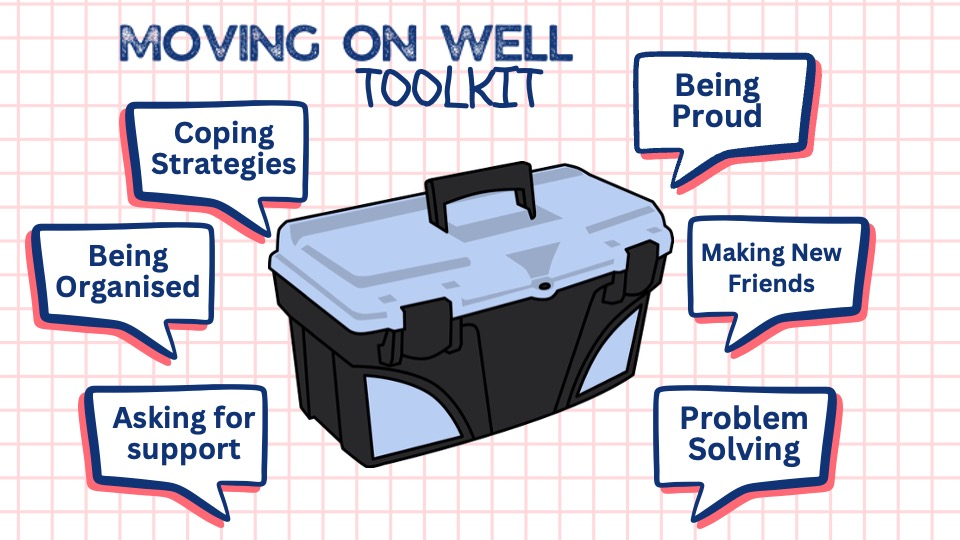 MOVING ON WELL
TOOLKIT
Being
Proud
Coping
Strategies
Being
Organised
Making New
Friends
Asking for
support
Problem
Solving